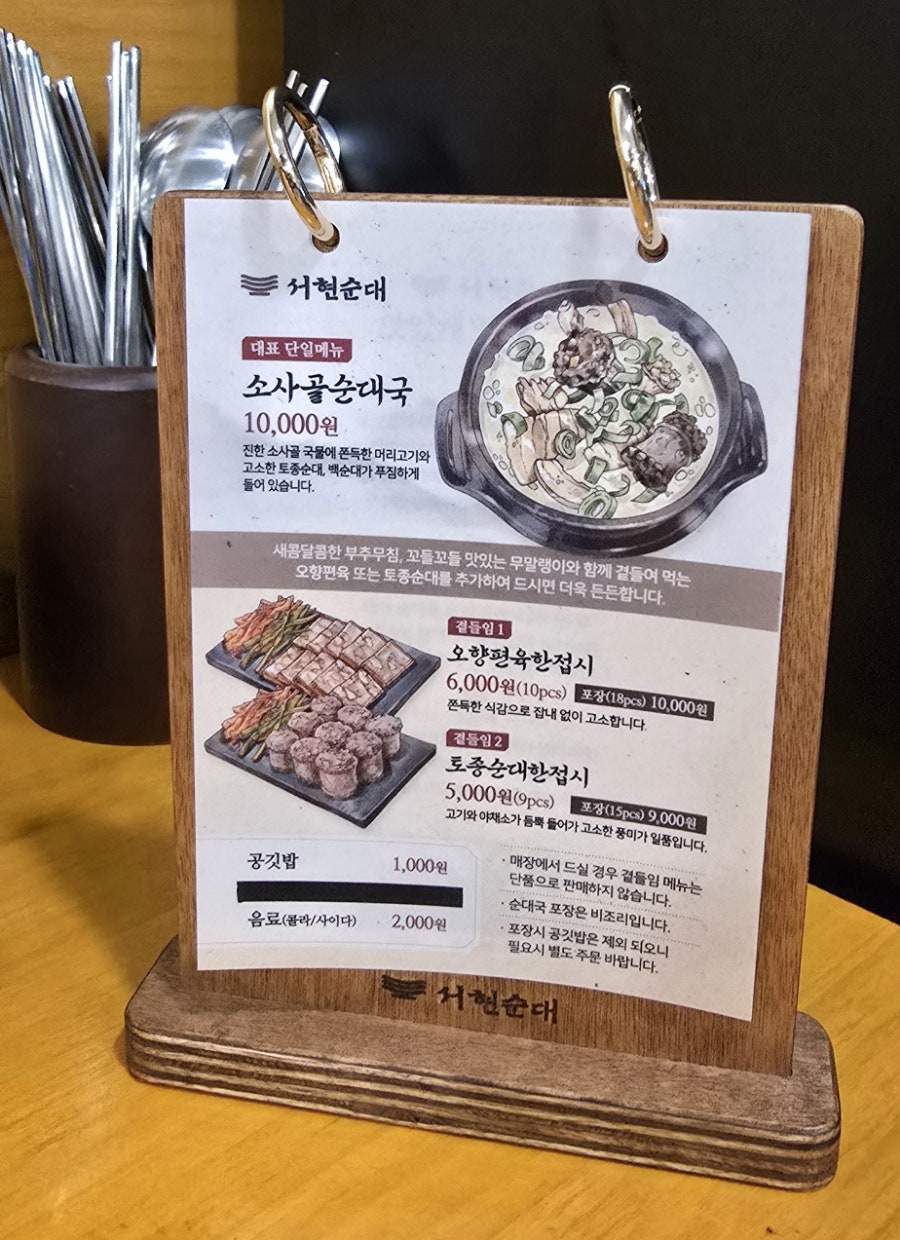 서현순대
대표 단일메뉴
소사골순대국
10,000원
진한 소사골 국물에 쫀득한 머리고기와
고소한 토종순대, 백순대가 푸짐하게
들어 있습니다.
새콤달콤한 부추무침, 꼬들꼬들 맛있는 무말랭이와 함께 곁들여 먹는
오향편육 또는 토종순대를 추가하여 드시면 더욱 든든합니다.
곁들임 1
오향편육한접시
6,000원(10pcs) 포장(18pcs) 10,000원
쫀득한 식감으로 잡내 없이 고소합니다.
곁들임 2
토종순대한접시
5,000원(9pcs) 포장(15pcs) 9,000원
고기와 야채소가 듬뿍 들어가 고소한 풍미가 일품입니다.
공깃밥 1,000원
음료(콜라/사이다) 2,000원
· 매장에서 드실 경우 곁들임 메뉴는
단품으로 판매하지 않습니다.
· 순대국 포장은 비조리입니다.
· 포장시 공깃밥은 제외 되오니
필요시 별도 주문 바랍니다.
서현순대